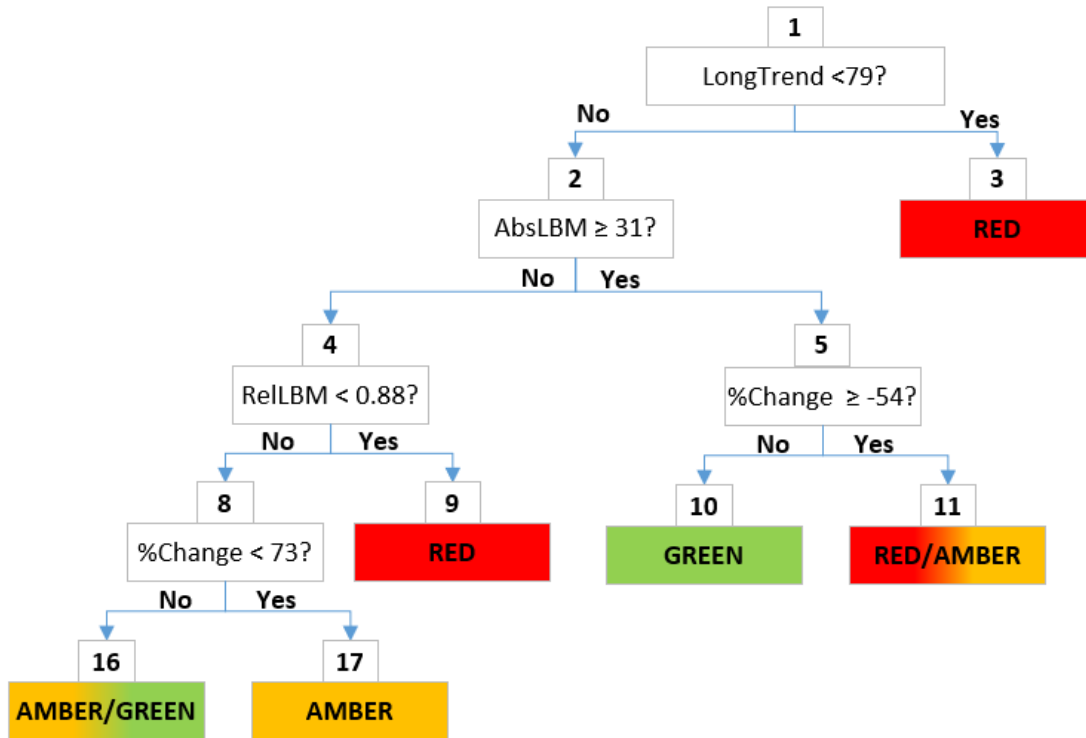 1
LongTrend <79?
No
Yes
2
3
AbsLBM ≥ 31?
RED
No
Yes
4
5
RelLBM < 0.88?
%Change ≥ -54?
No
Yes
No
Yes
8
9
10
11
%Change < 73?
RED
GREEN
RED/AMBER
No
Yes
16
17
AMBER/GREEN
AMBER